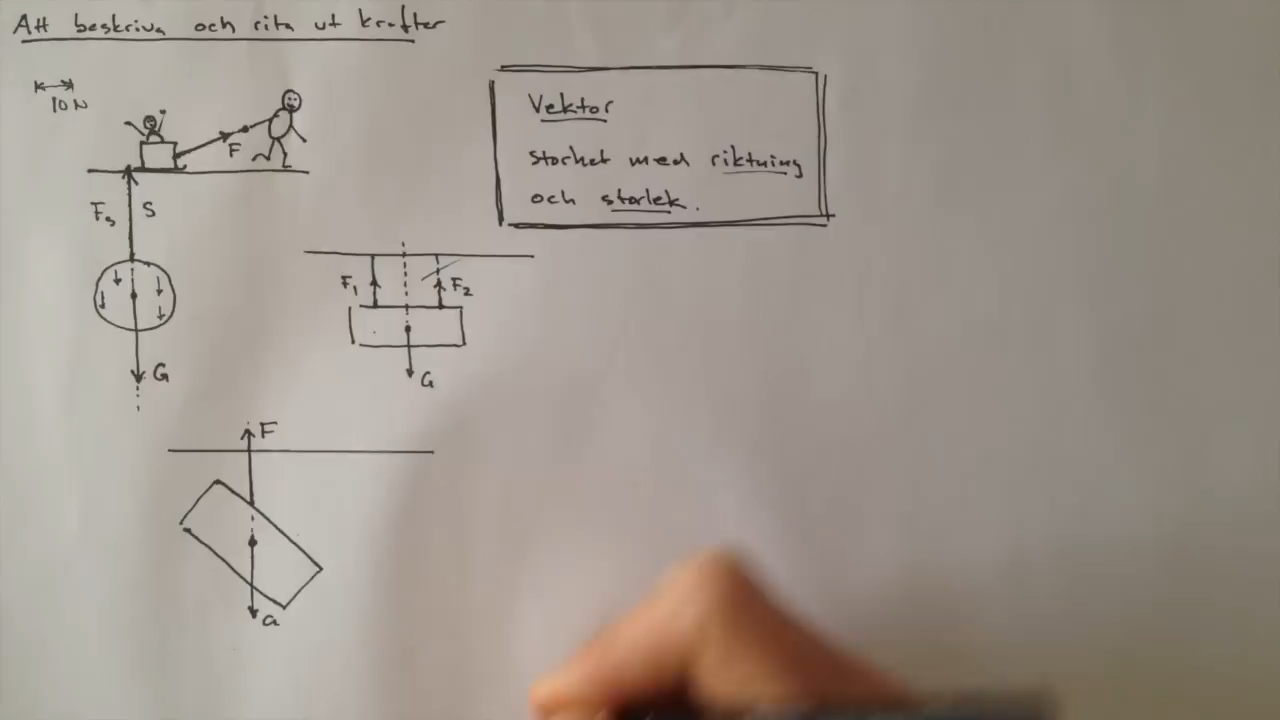 Att beskriva och rita ut krafter
10 N
F
Fs S
G
F1 F2
G
F
G
Vektor
storhet med riktning
och storlek.